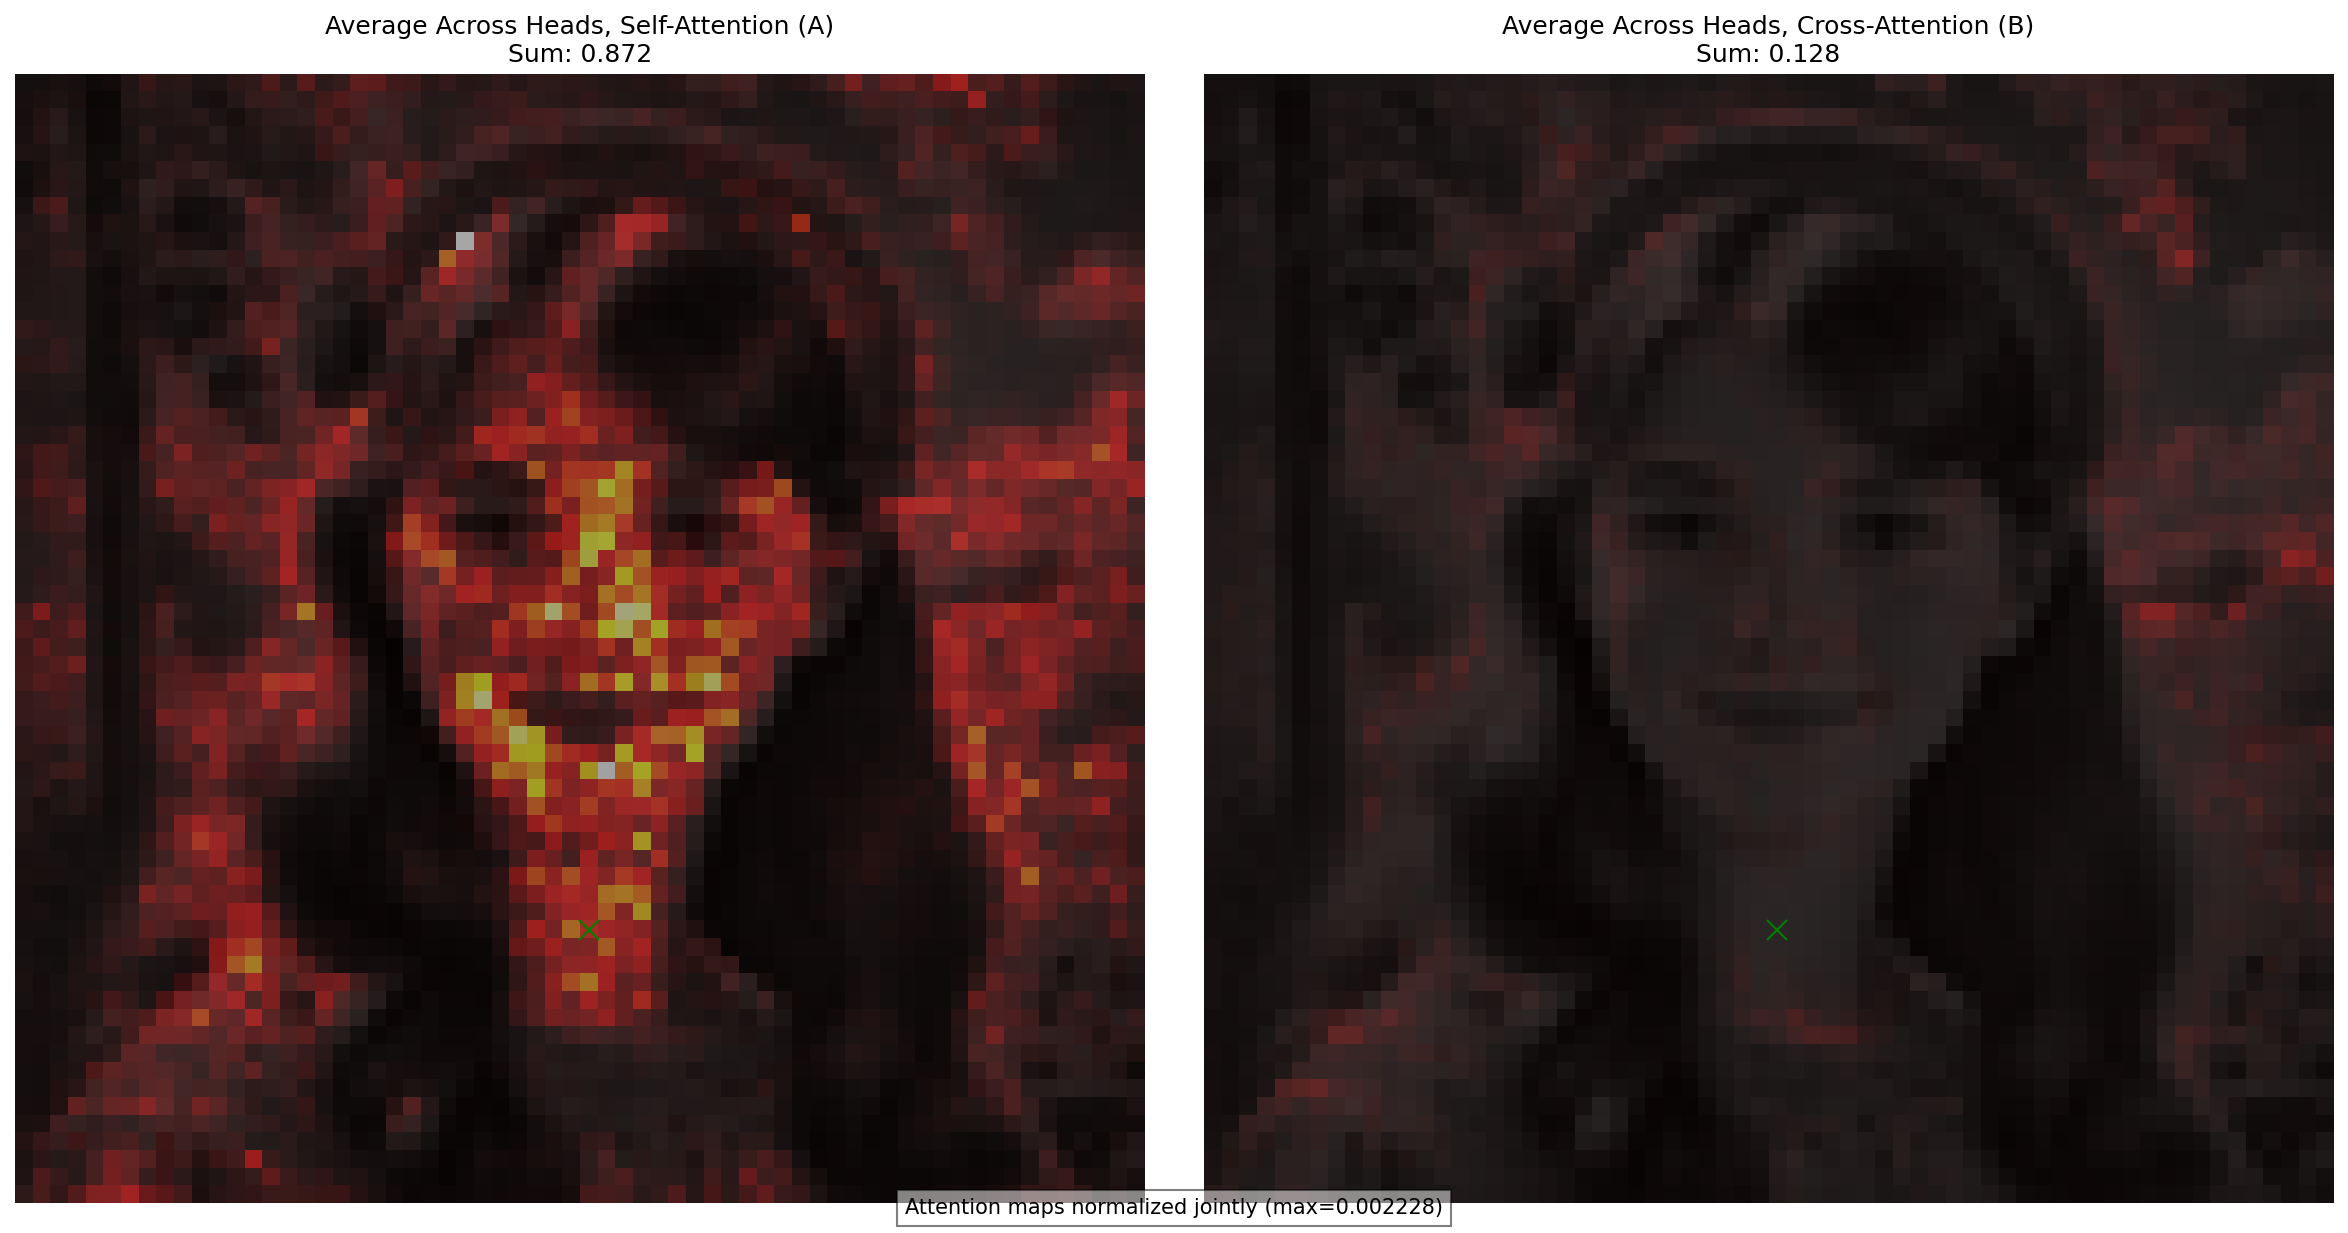 Average Across Heads, Self-Attention (A)
Sum: 0.872
Average Across Heads, Cross-Attention (B)
Sum: 0.128
Attention maps normalized jointly (max=0.002228)